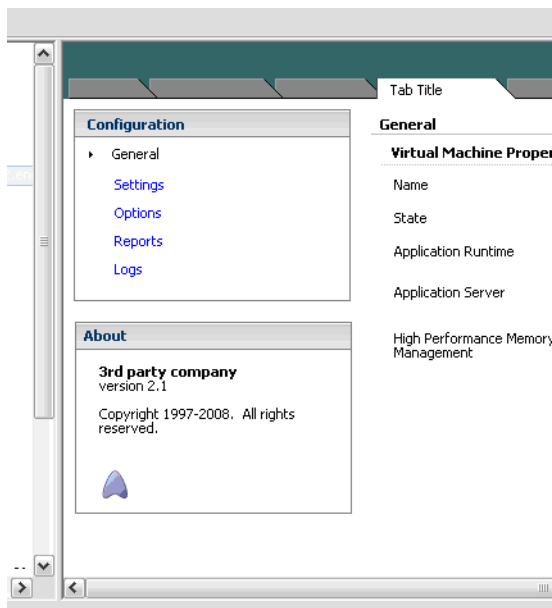 Tab Title
Configuration
General
Settings
Options
Reports
Logs
About
3rd party company
version 2.1
Copyright 1997-2008. All rights
reserved.
General
Virtual Machine Proper
Name
State
Application Runtime
Application Server
High Performance Memory
Management